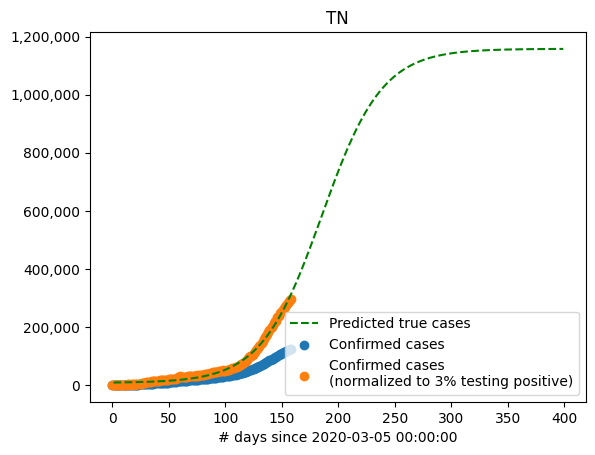 TN
1,200,000
1,000,000
800,000
600,000
400,000
200,000
0
Predicted true cases
Confirmed cases
Confirmed cases
(normalized to 3% testing positive)
0 50 100 150 200 250 300 350 400
# days since 2020-03-05 00:00:00